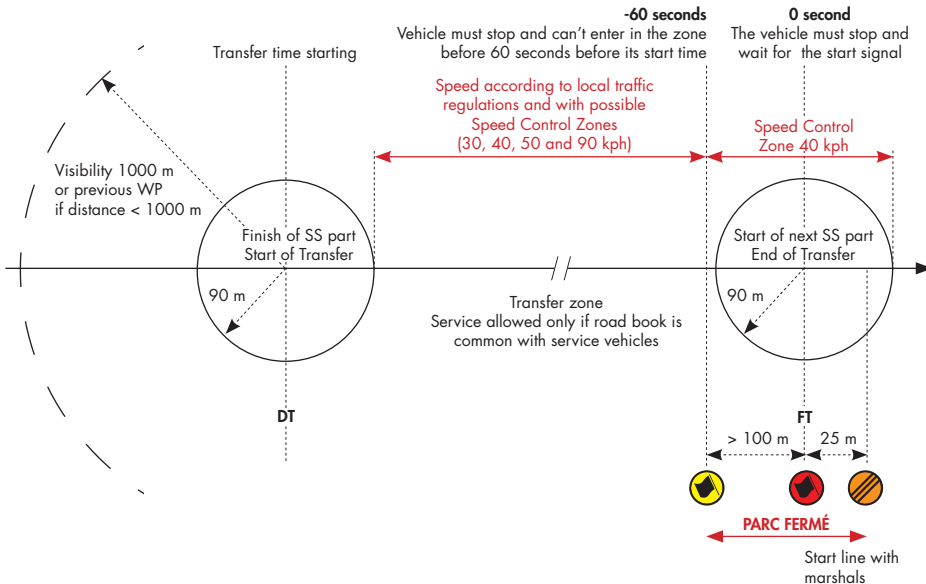 -60 seconds
Vehicle must stop and can't enter in the zone
before 60 seconds before its start time
0 second
The vehicle must stop and
wait for the start signal
Transfer time starting
Speed according to local traffic
regulations and with possible
Speed Control Zones
(30, 40, 50 and 90 kph)
Speed Control
Zone 40 kph
Visibility 1000 m
or previous WP
if distance < 1000 m
Finish of SS part
Start of Transfer
Start of next SS part
End of Transfer
90 m
90 m
Transfer zone
Service allowed only if road book is
common with service vehicles
DT
FT
> 100 m
25 m
PARC FERMÉ
Start line with
marshals